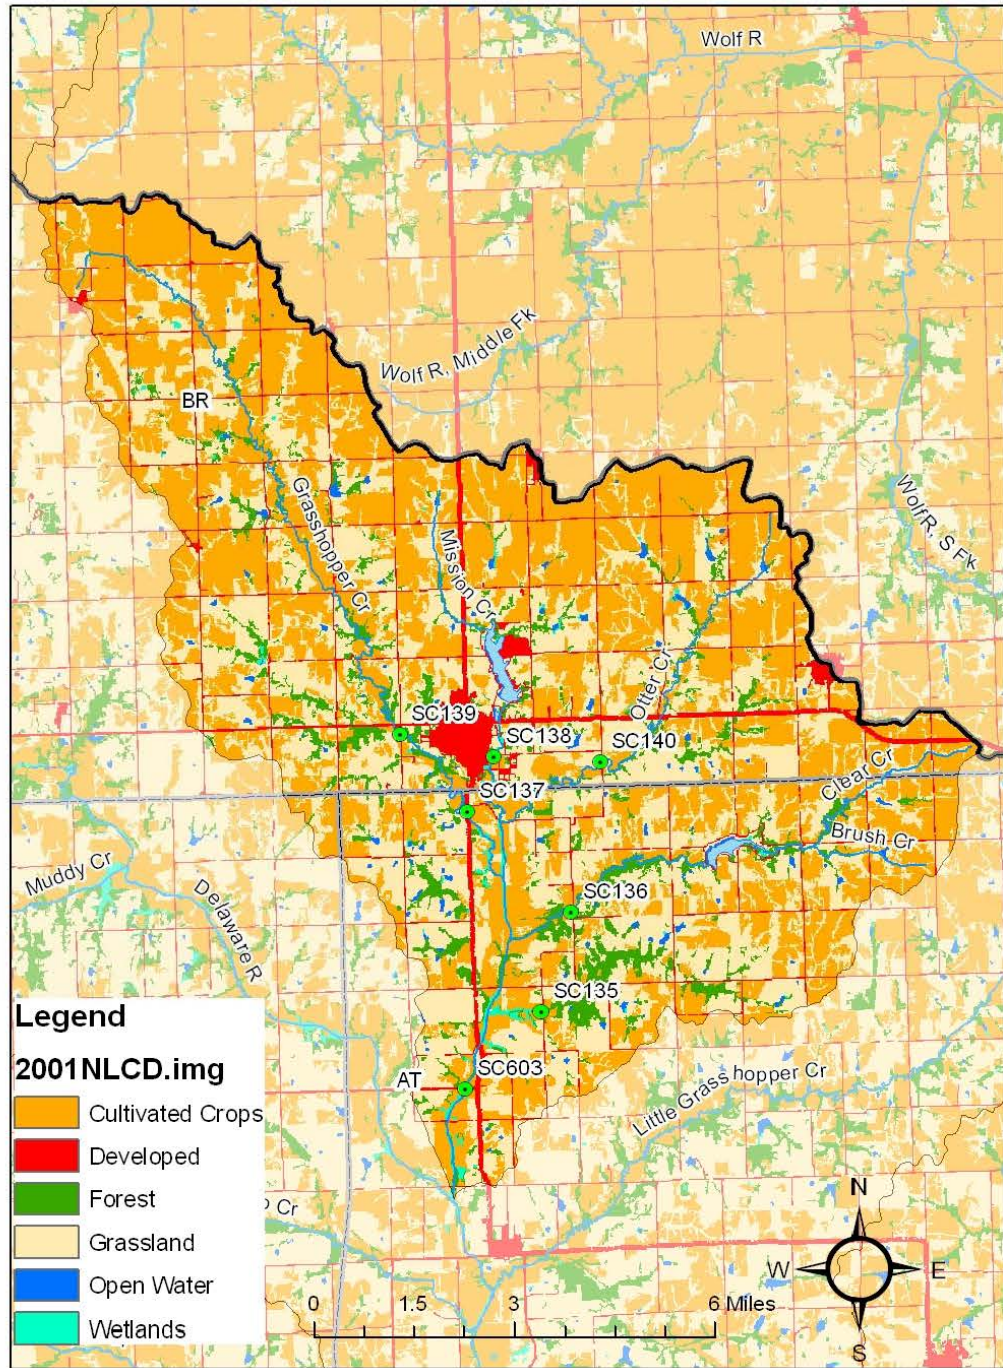 Wolf R
Wolf R, Middle Fk
BR
Grasshopper Cr
Mission Cr
Wolf R, S Fk
Otter Cr
SC139
SC138
SC140
SC137
Clear Cr
Brush Cr
Muddy Cr
Delaware R
SC136
SC135
SC603
AT
Little Grasshopper Cr
Cr
Legend
2001NLCD.img
Cultivated Crops
Developed
Forest
Grassland
Open Water
Wetlands
0 1.5 3 6 Miles
N
W E
S